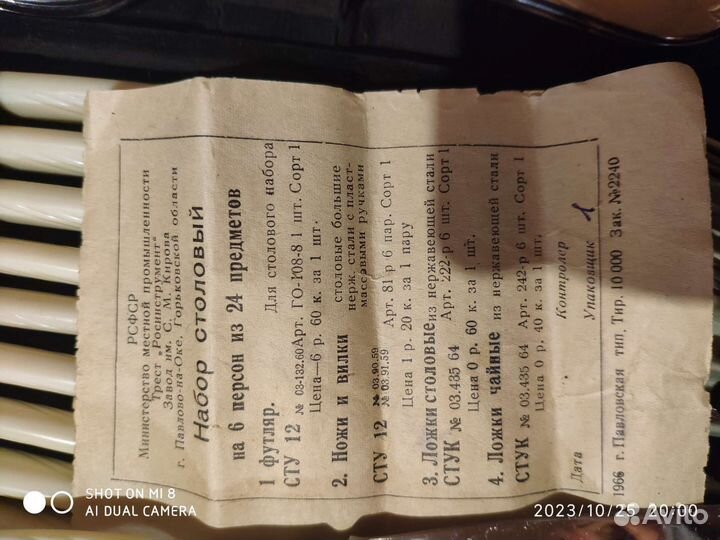 РСФСР
Министерство местной промышленности
Трест „Росинструмент"
Завод им. С. М. Кирова
г. Павлово-на-Оке, Горьковской области
Набор столовый
на 6 персон из 24 предметов
1 футляр. Для столового набора
СТУ 12 № 03-132.60 Арт. ГО-108-8 1 шт. Сорт 1
Цена—6 р. 60 к. за 1 шт.
2. Ножи и вилки столовые большие
нерж. стали с пласт-
массовыми ручками
СТУ 12 № 03.90.59
№ 03.91.59 Арт 81-р 6 пар. Сорт 1
Цена 1 р. 20 к. за 1 пару
3. Ложки столовые из нержавеющей стали
СТУК № 03.435 64 Арт. 222-р 6 шт. Сорт 1
Цена 0 р. 60 к. за 1 шт.
4. Ложки чайные из нержавеющей стали
СТУК № 03.435 64 Арт. 242-р 6 шт. Сорт 1
Цена 0 р. 40 к. за 1 шт.
Контролер
Дата Упаковщик 1
1966 г. Павловская тип. Тир. 10 000 Зак. №2240
SHOT ON MI 8
AI DUAL CAMERA
2023/10/25 20:00
Avito